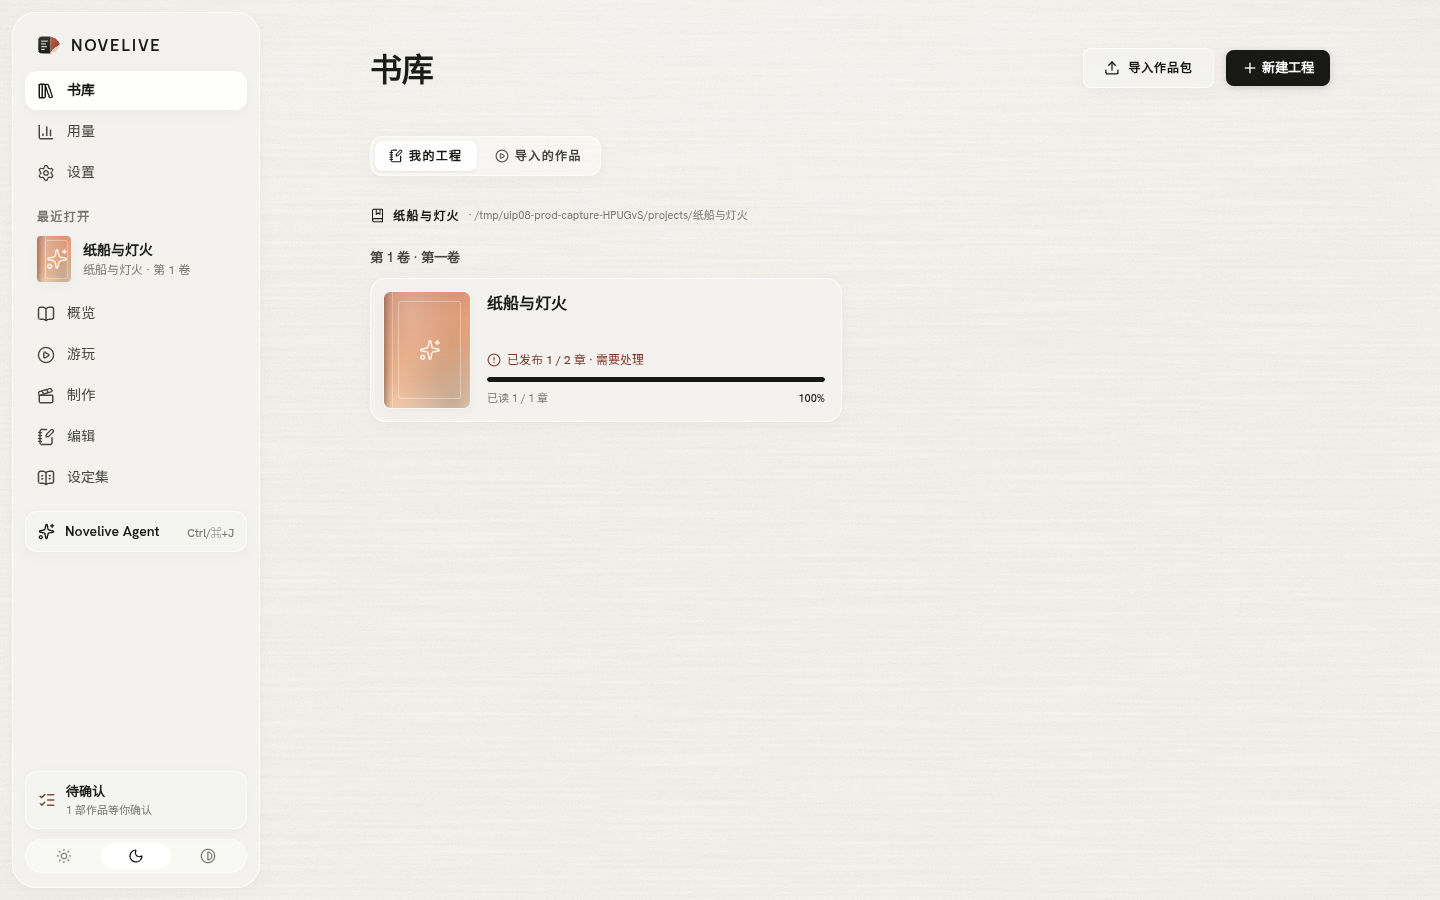 NOVELIVE
书库
用量
设置
最近打开
纸船与灯火
纸船与灯火 · 第 1 卷
概览
游玩
制作
编辑
设定集
Novelive Agent
Ctrl/⌘+J
待确认
1 部作品等你确认
书库
导入作品包
新建工程
我的工程
导入的作品
纸船与灯火 · /tmp/uip08-prod-capture-HPUGvS/projects/纸船与灯火
第 1 卷 · 第一卷
纸船与灯火
已发布 1 / 2 章 · 需要处理
已读 1 / 1 章
100%